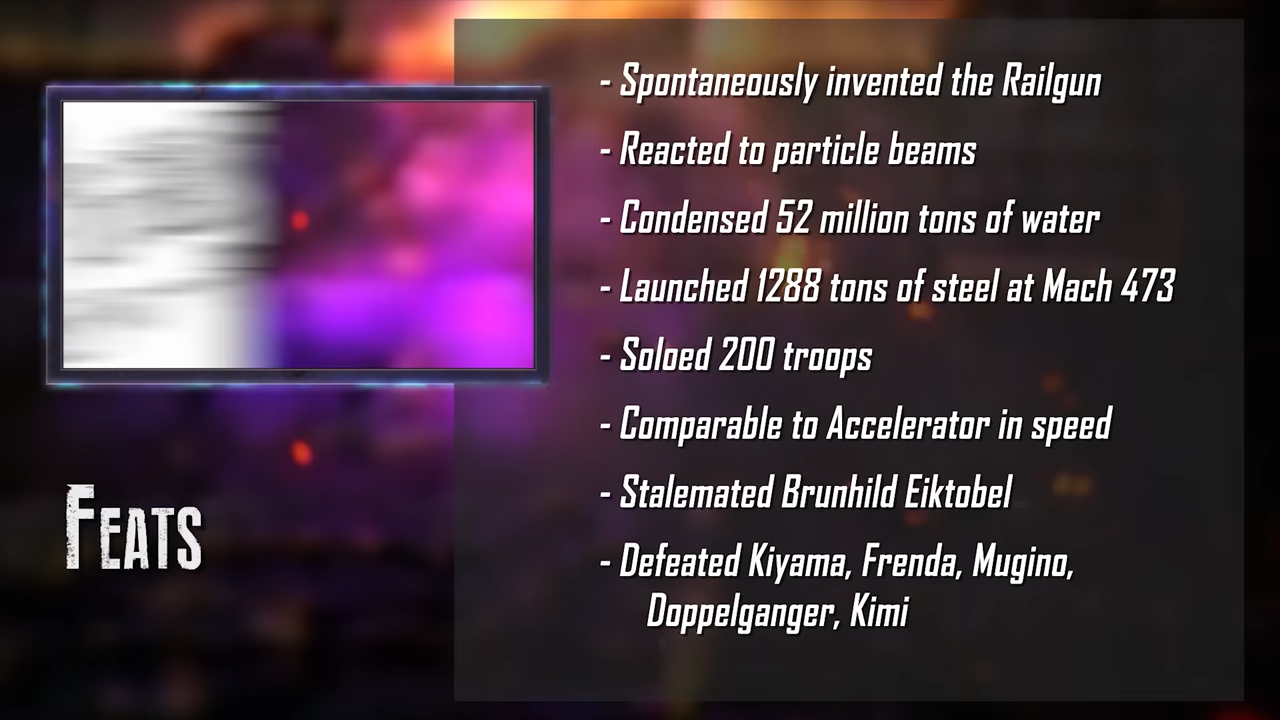 - Spontaneously invented the Railgun
- Reacted to particle beams
- Condensed 52 million tons of water
- Launched 1288 tons of steel at Mach 473
- Soloed 200 troops
- Comparable to Accelerator in speed
- Stalemated Brunhild Eiktobel
- Defeated Kiyama, Frenda, Mugino,
Doppelganger, Kimi
Feats